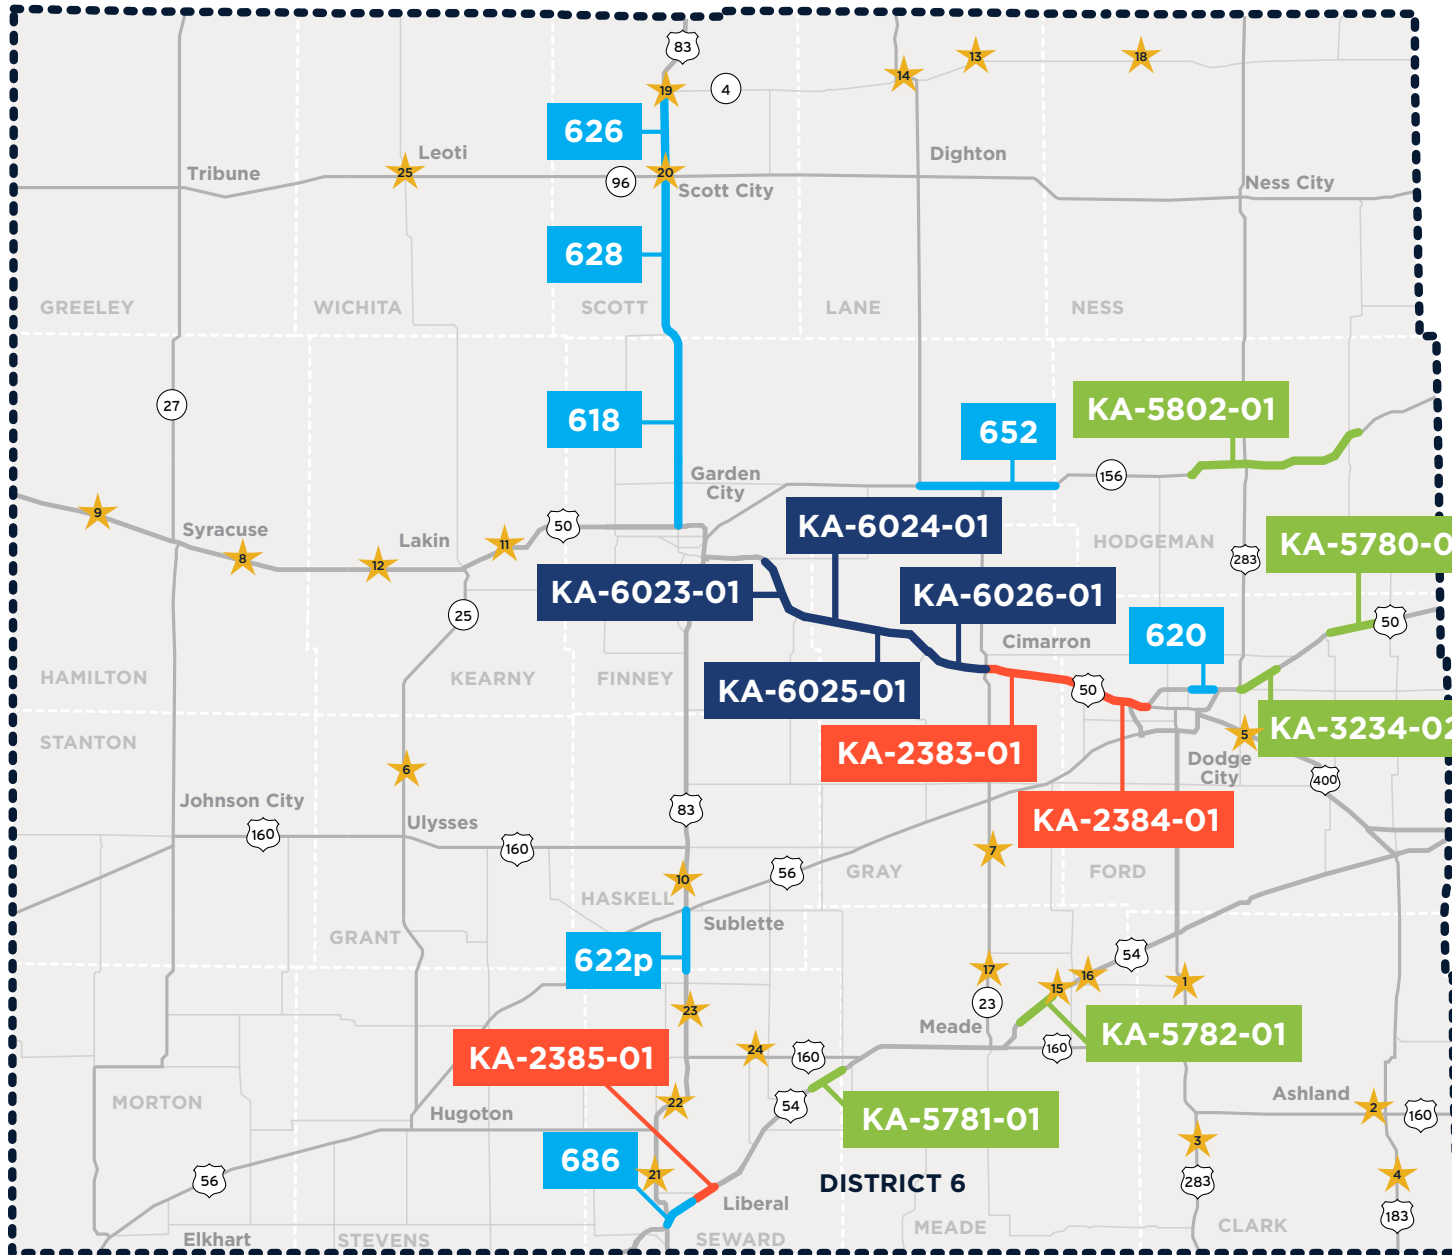 83
13
18
14
19
4
626
Leoti
Dighton
25
Tribune
20
96
Scott City
Ness City
628
GREELEY
WICHITA
SCOTT
LANE
NESS
27
618
652
KA-5802-01
Garden
City
156
9
Syracuse
8
Lakin
12
11
50
KA-6024-01
HODGEMAN
283
KA-5780-0
KA-6023-01
KA-6026-01
25
Cimarron
620
50
HAMILTON
KEARNY
FINNEY
KA-6025-01
50
KA-3234-02
STANTON
KA-2383-01
5
Dodge
City
6
400
Johnson City
83
KA-2384-01
160
Ulysses
160
7
10
56
GRAY
FORD
HASKELL
Sublette
GRANT
622p
54
17
15
16
1
23
23
Meade
KA-5782-01
KA-2385-01
24
160
160
MORTON
22
54
Ashland
2
160
Hugoton
KA-5781-01
3
686
21
DISTRICT 6
56
283
4
Liberal
183
Elkhart
STEVENS
SEWARD
MEADE
CLARK